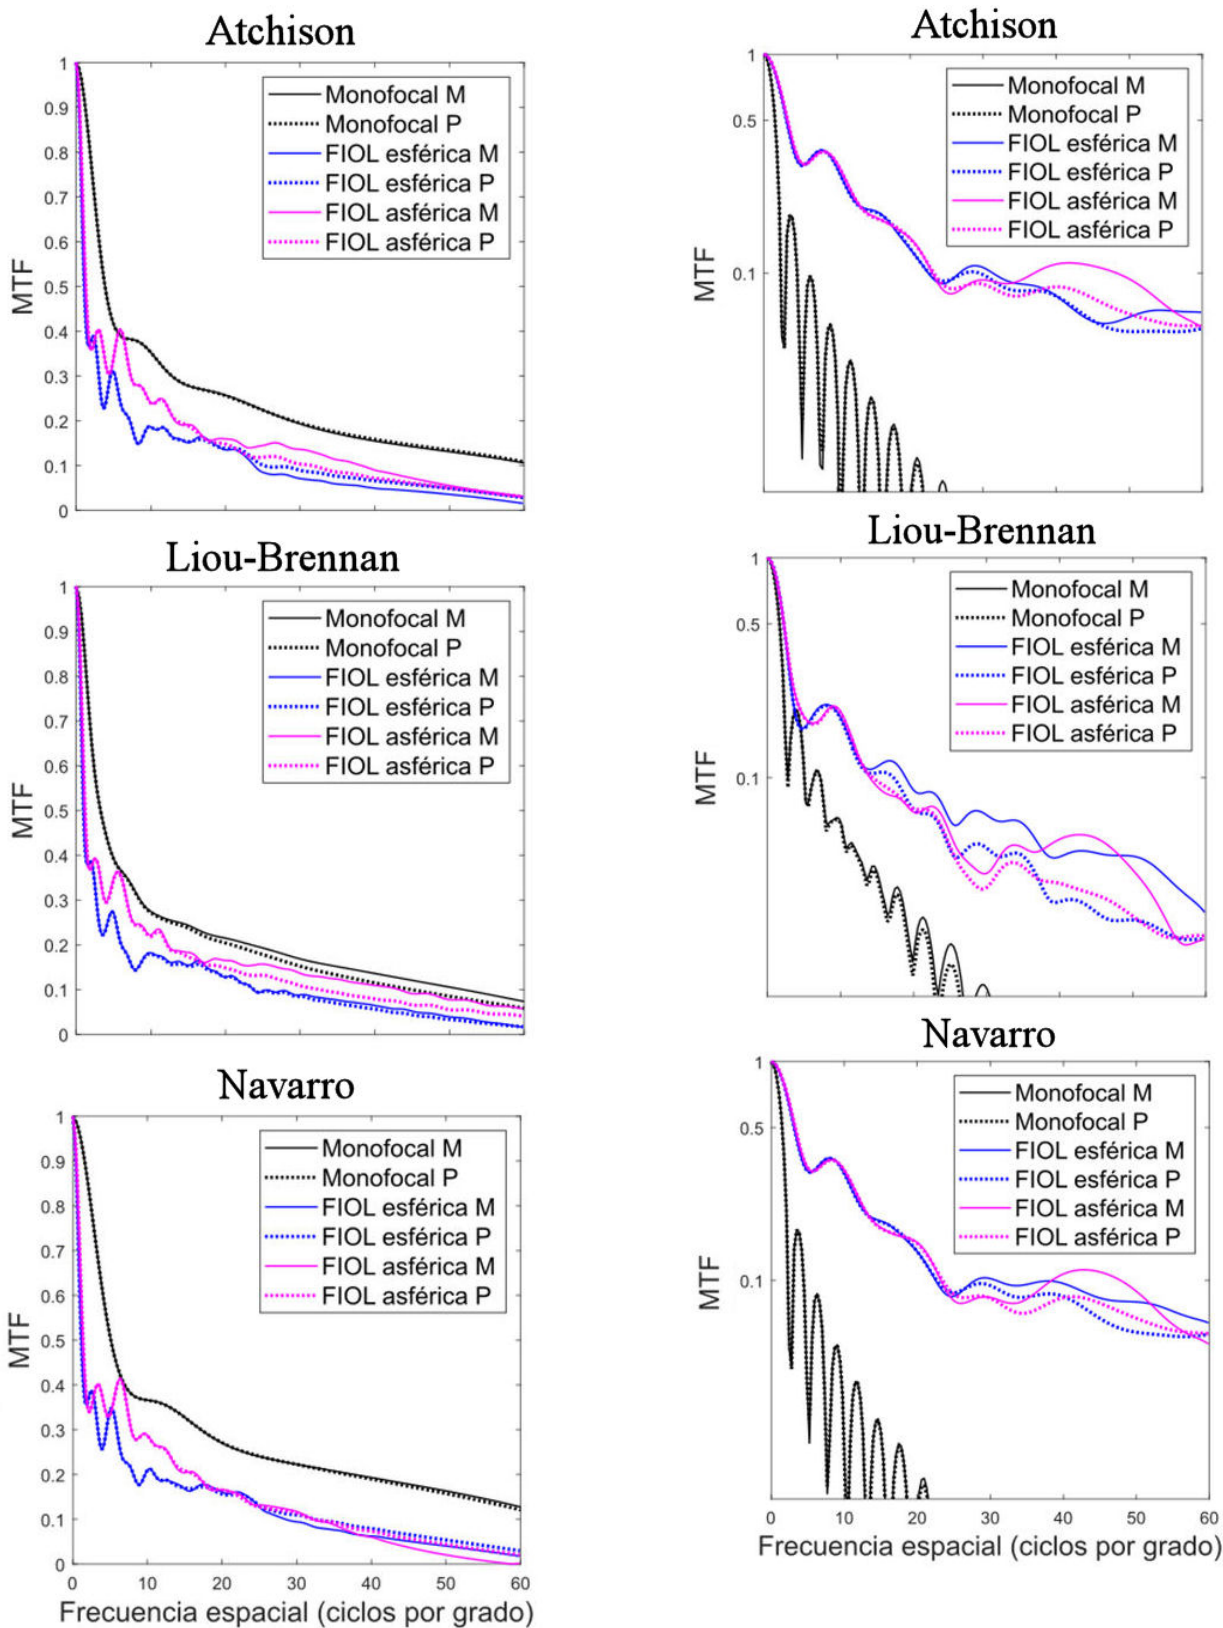 Atchison
1
0.9
0.8
0.7
0.6
0.5
0.4
0.3
0.2
0.1
0
MTF
Monofocal M
Monofocal P
FIOL esférica M
FIOL esférica P
FIOL asférica M
FIOL asférica P
Atchison
1
0.5
0.1
MTF
Monofocal M
Monofocal P
FIOL esférica M
FIOL esférica P
FIOL asférica M
FIOL asférica P
Liou-Brennan
1
0.9
0.8
0.7
0.6
0.5
0.4
0.3
0.2
0.1
0
MTF
Monofocal M
Monofocal P
FIOL esférica M
FIOL esférica P
FIOL asférica M
FIOL asférica P
Liou-Brennan
1
0.5
0.1
MTF
Monofocal M
Monofocal P
FIOL esférica M
FIOL esférica P
FIOL asférica M
FIOL asférica P
Navarro
1
0.9
0.8
0.7
0.6
0.5
0.4
0.3
0.2
0.1
0
MTF
Monofocal M
Monofocal P
FIOL esférica M
FIOL esférica P
FIOL asférica M
FIOL asférica P
0 10 20 30 40 50 60
Frecuencia espacial (ciclos por grado)
Navarro
1
0.5
0.1
MTF
Monofocal M
Monofocal P
FIOL esférica M
FIOL esférica P
FIOL asférica M
FIOL asférica P
0 10 20 30 40 50 60
Frecuencia espacial (ciclos por grado)